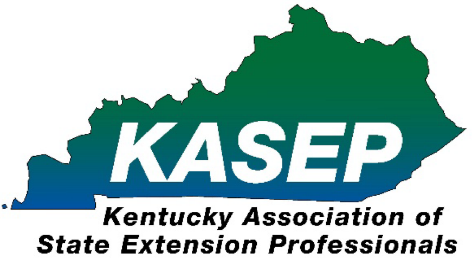 KASEP
Kentucky Association of
State Extension Professionals